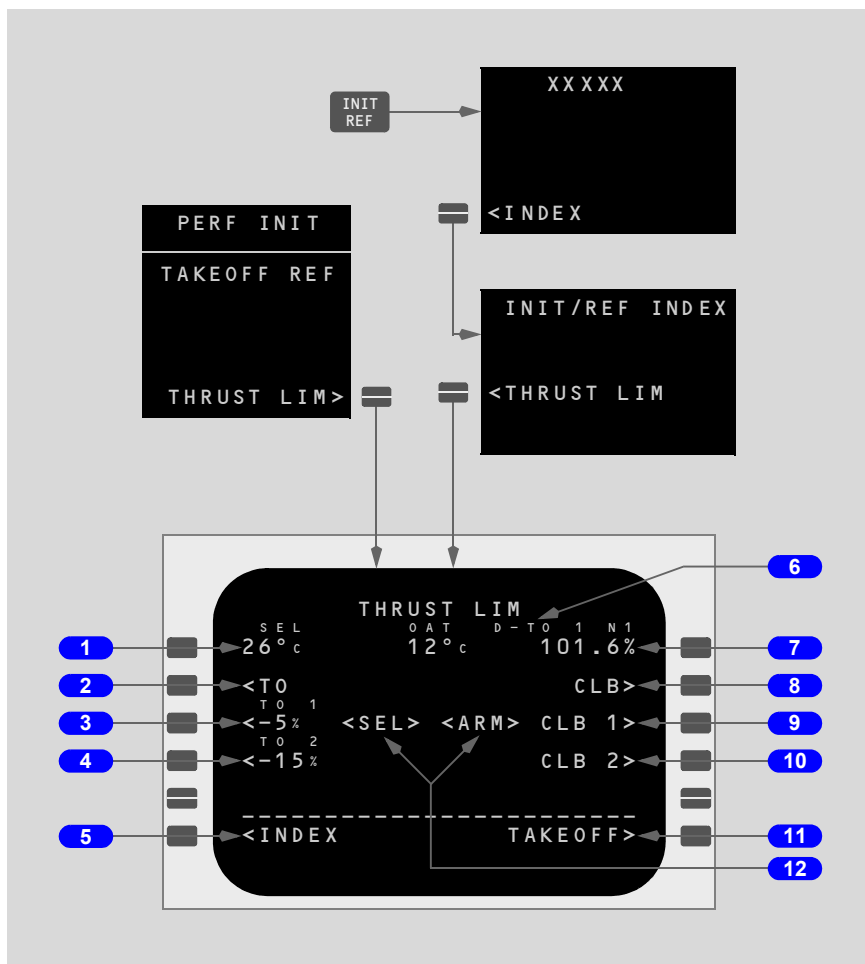 INIT
REF
XXXXX
<INDEX
PERF INIT
TAKEOFF REF
THRUST LIM>
INIT/REF INDEX
<THRUST LIM
6
THRUST LIM
SEL OAT D-TO 1 N1
1 26°C 12°C 101.6% 7
2 <TO CLB> 8
TO 1
3 <-5% <SEL> <ARM> CLB 1> 9
TO 2
4 <-15% CLB 2> 10
----------------------------------
5 <INDEX TAKEOFF> 11
12